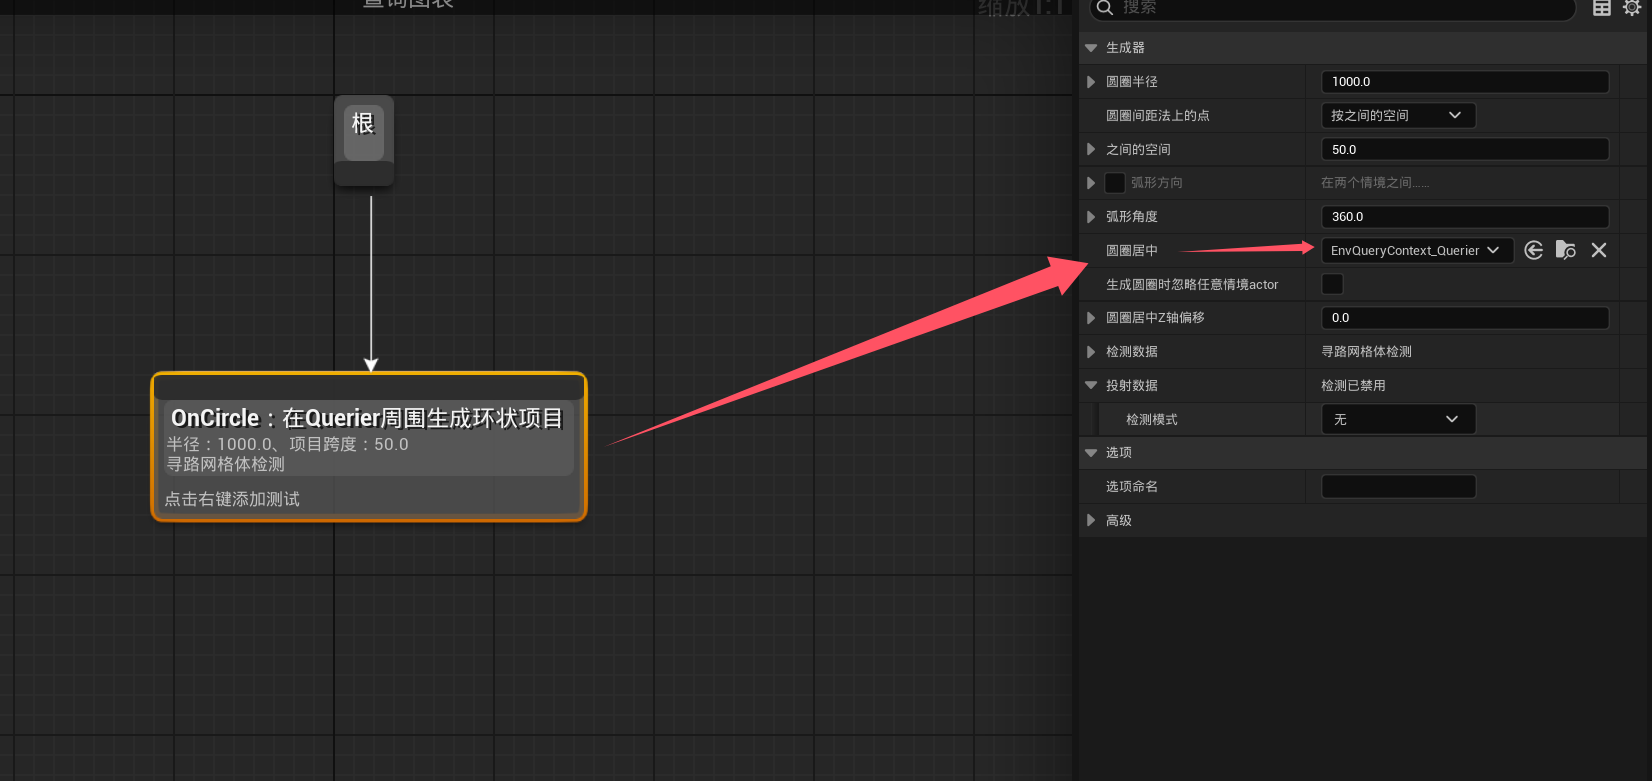 查询图表
缩放1:1
根
OnCircle：在Querier周围生成环状项目
半径：1000.0、项目跨度：50.0
寻路网格体检测
点击右键添加测试
搜索
生成器
圆圈半径 1000.0
圆圈间距法上的点 按之间的空间
之间的空间 50.0
弧形方向 在两个情境之间......
弧形角度 360.0
圆圈居中 EnvQueryContext_Querier
生成圆圈时忽略任意情境actor
圆圈居中Z轴偏移 0.0
检测数据 寻路网格体检测
投射数据 检测已禁用
检测模式 无
选项
选项命名
高级